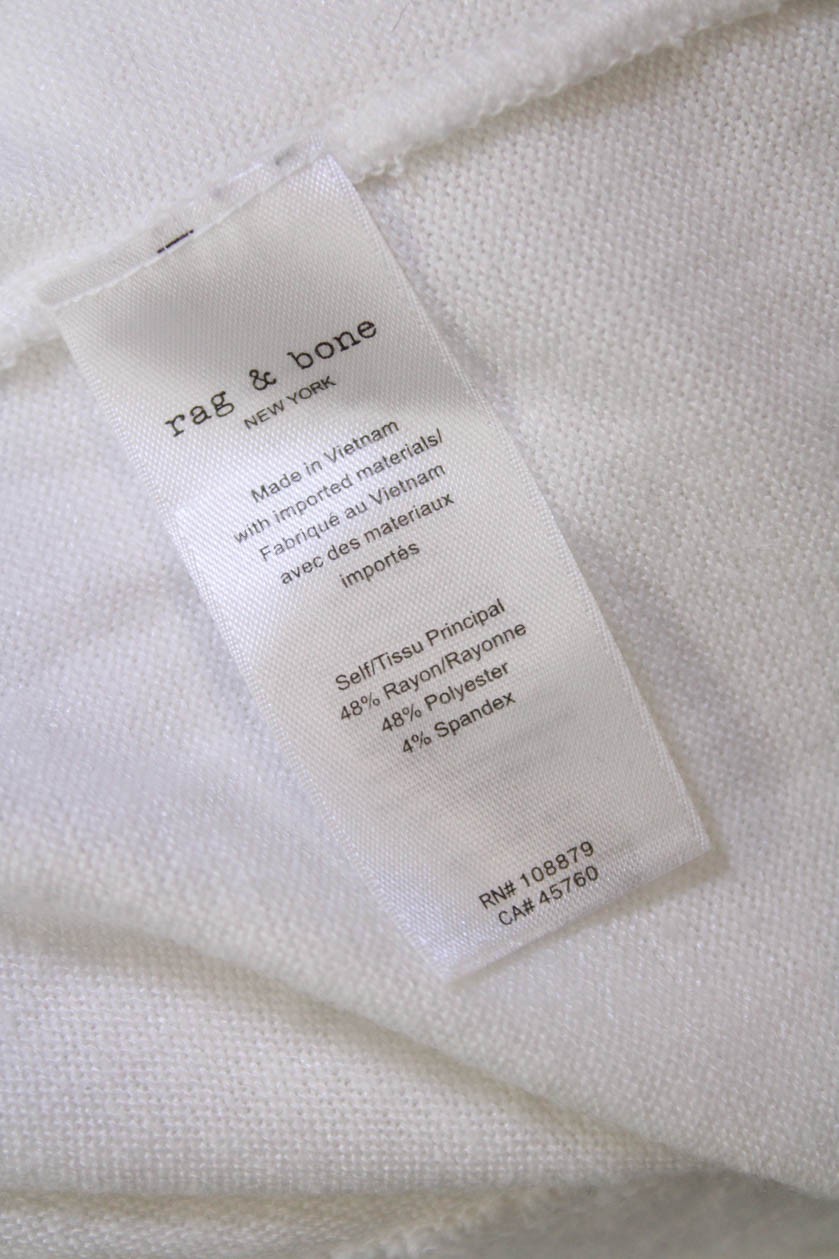 rag & bone
NEW YORK
Made in Vietnam
with imported materials/
Fabriqué au Vietnam
avec des materiaux
importés
Self/Tissu Principal
48% Rayon/Rayonne
48% Polyester
4% Spandex
RN# 108879
CA# 45760